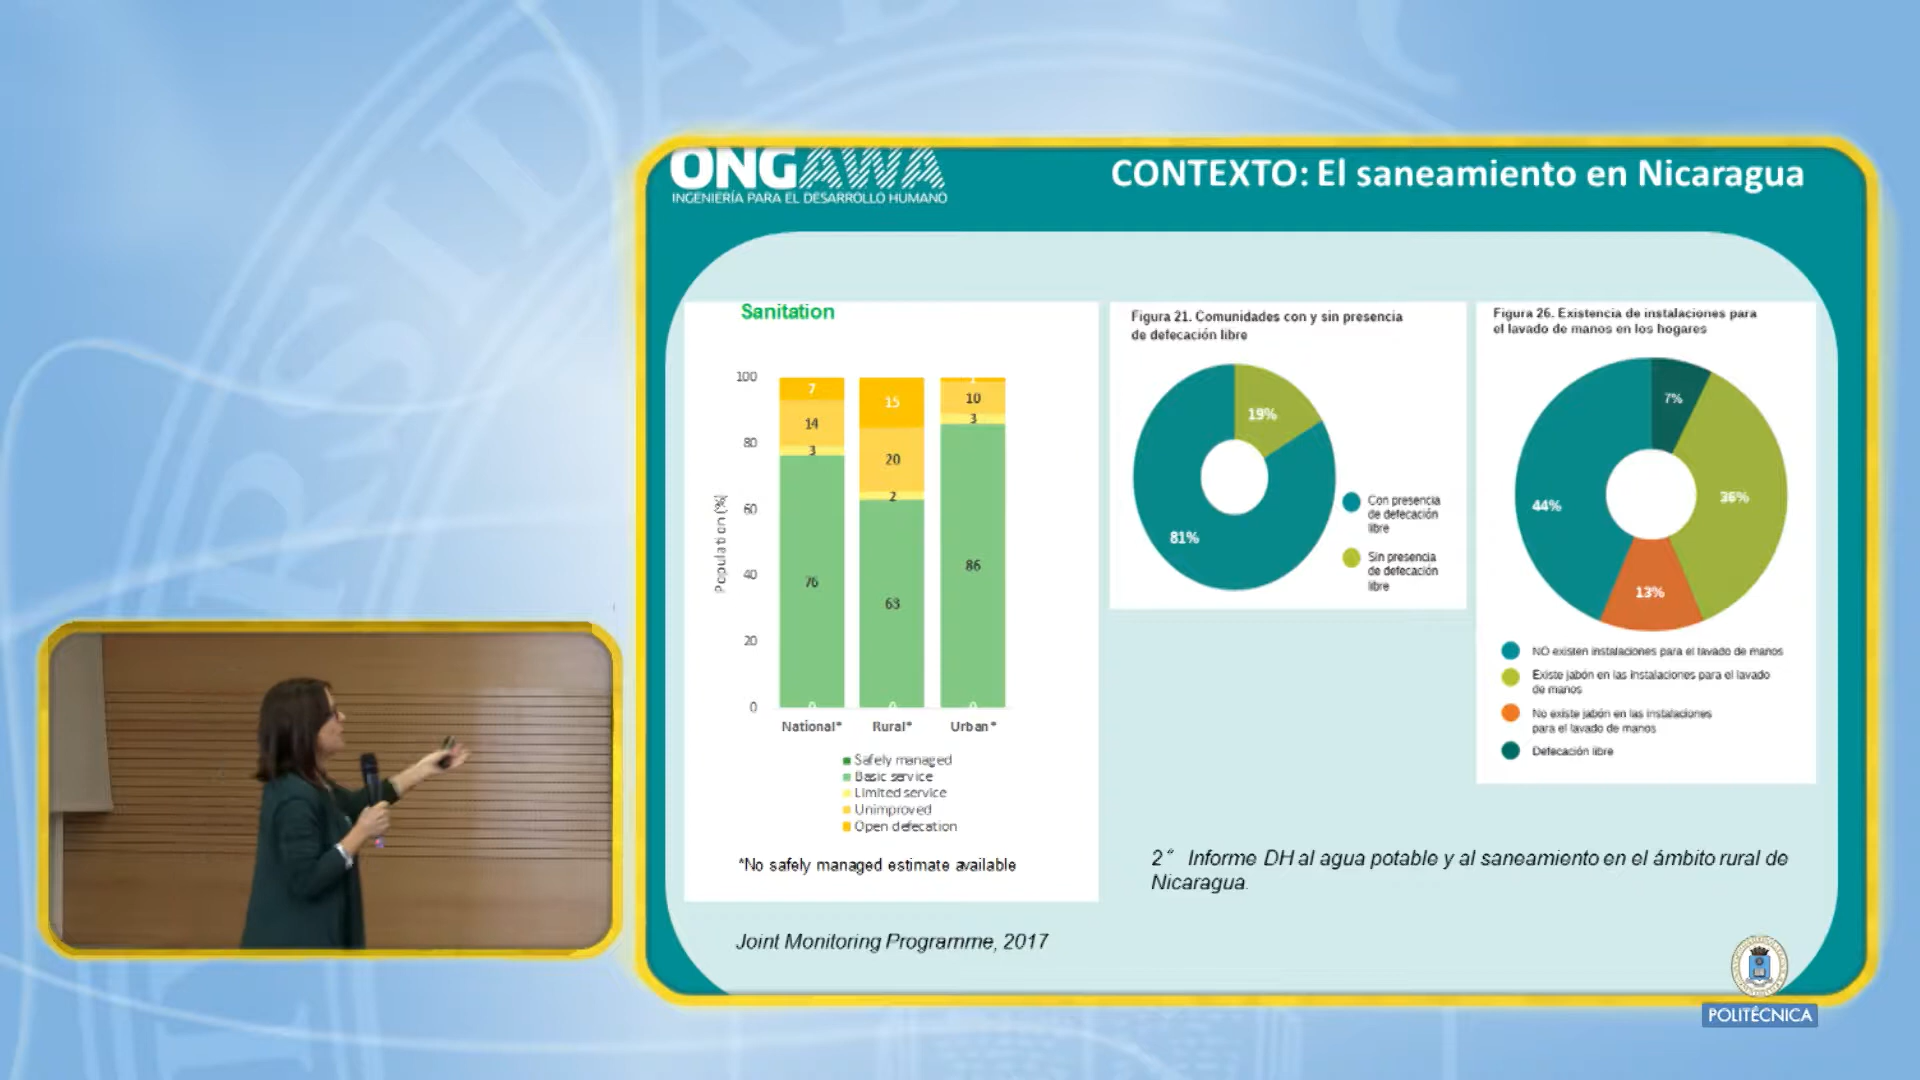 ONGAWA
INGENIERÍA PARA EL DESARROLLO HUMANO
CONTEXTO: El saneamiento en Nicaragua
Sanitation
Population (%)
100
80
60
40
20
0
7
14
3
76
0
15
20
2
63
0
1
10
3
86
0
National*
Rural*
Urban*
Safely managed
Basic service
Limited service
Unimproved
Open defecation
*No safely managed estimate available
Joint Monitoring Programme, 2017
Figura 21. Comunidades con y sin presencia
de defecación libre
19%
81%
Con presencia
de defecación
libre
Sin presencia
de defecación
libre
Figura 26. Existencia de instalaciones para
el lavado de manos en los hogares
7%
36%
44%
13%
NO existen instalaciones para el lavado de manos
Existe jabón en las instalaciones para el lavado
de manos
No existe jabón en las instalaciones
para el lavado de manos
Defecación libre
2° Informe DH al agua potable y al saneamiento en el ámbito rural de
Nicaragua.
POLITÉCNICA